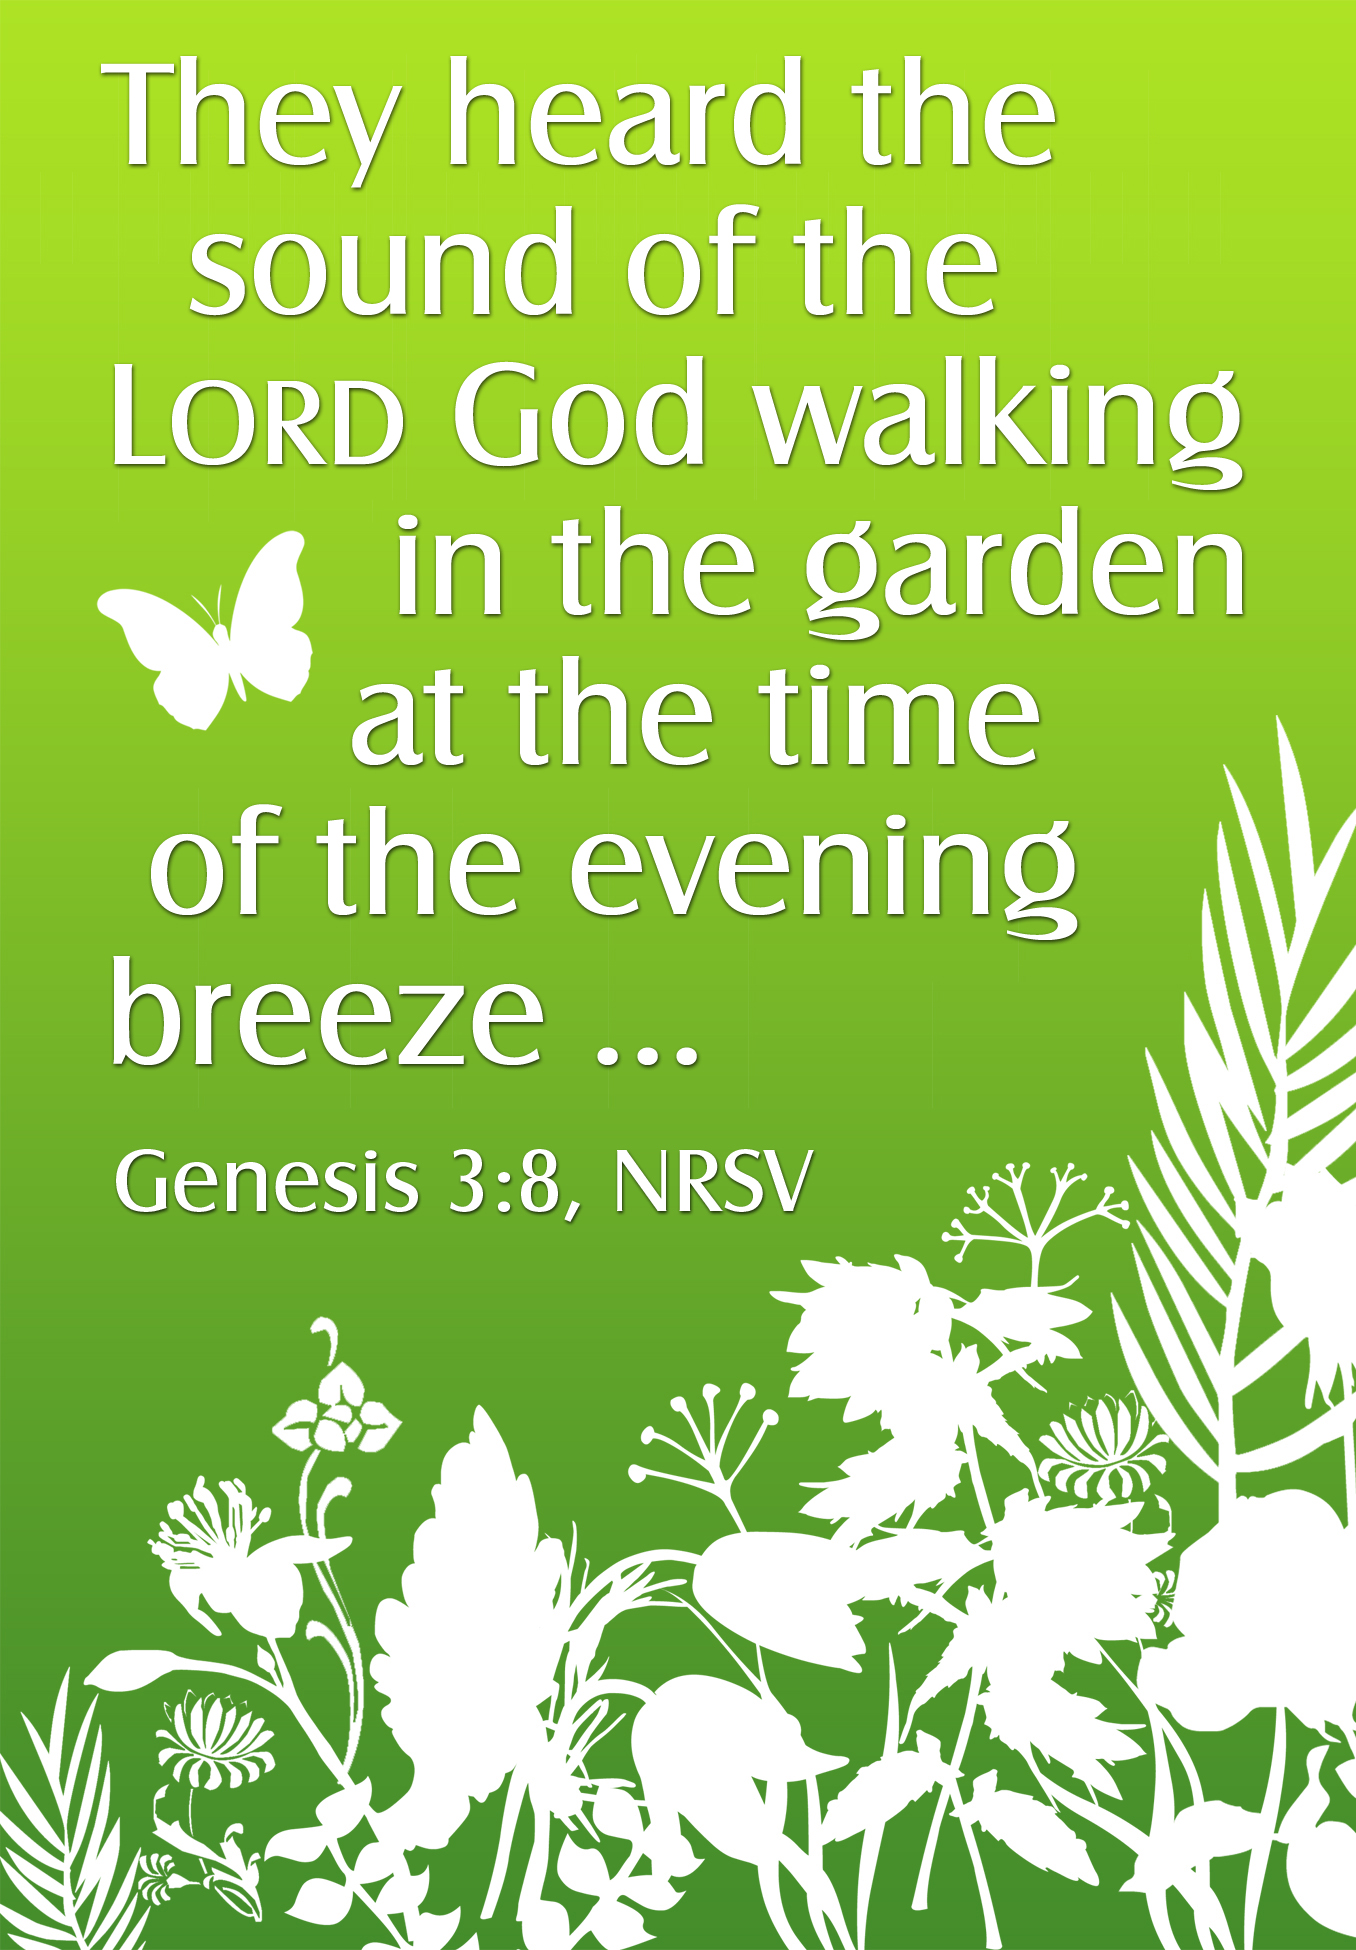 They heard the
sound of the
LORD God walking
in the garden
at the time
of the evening
breeze ...
Genesis 3:8, NRSV